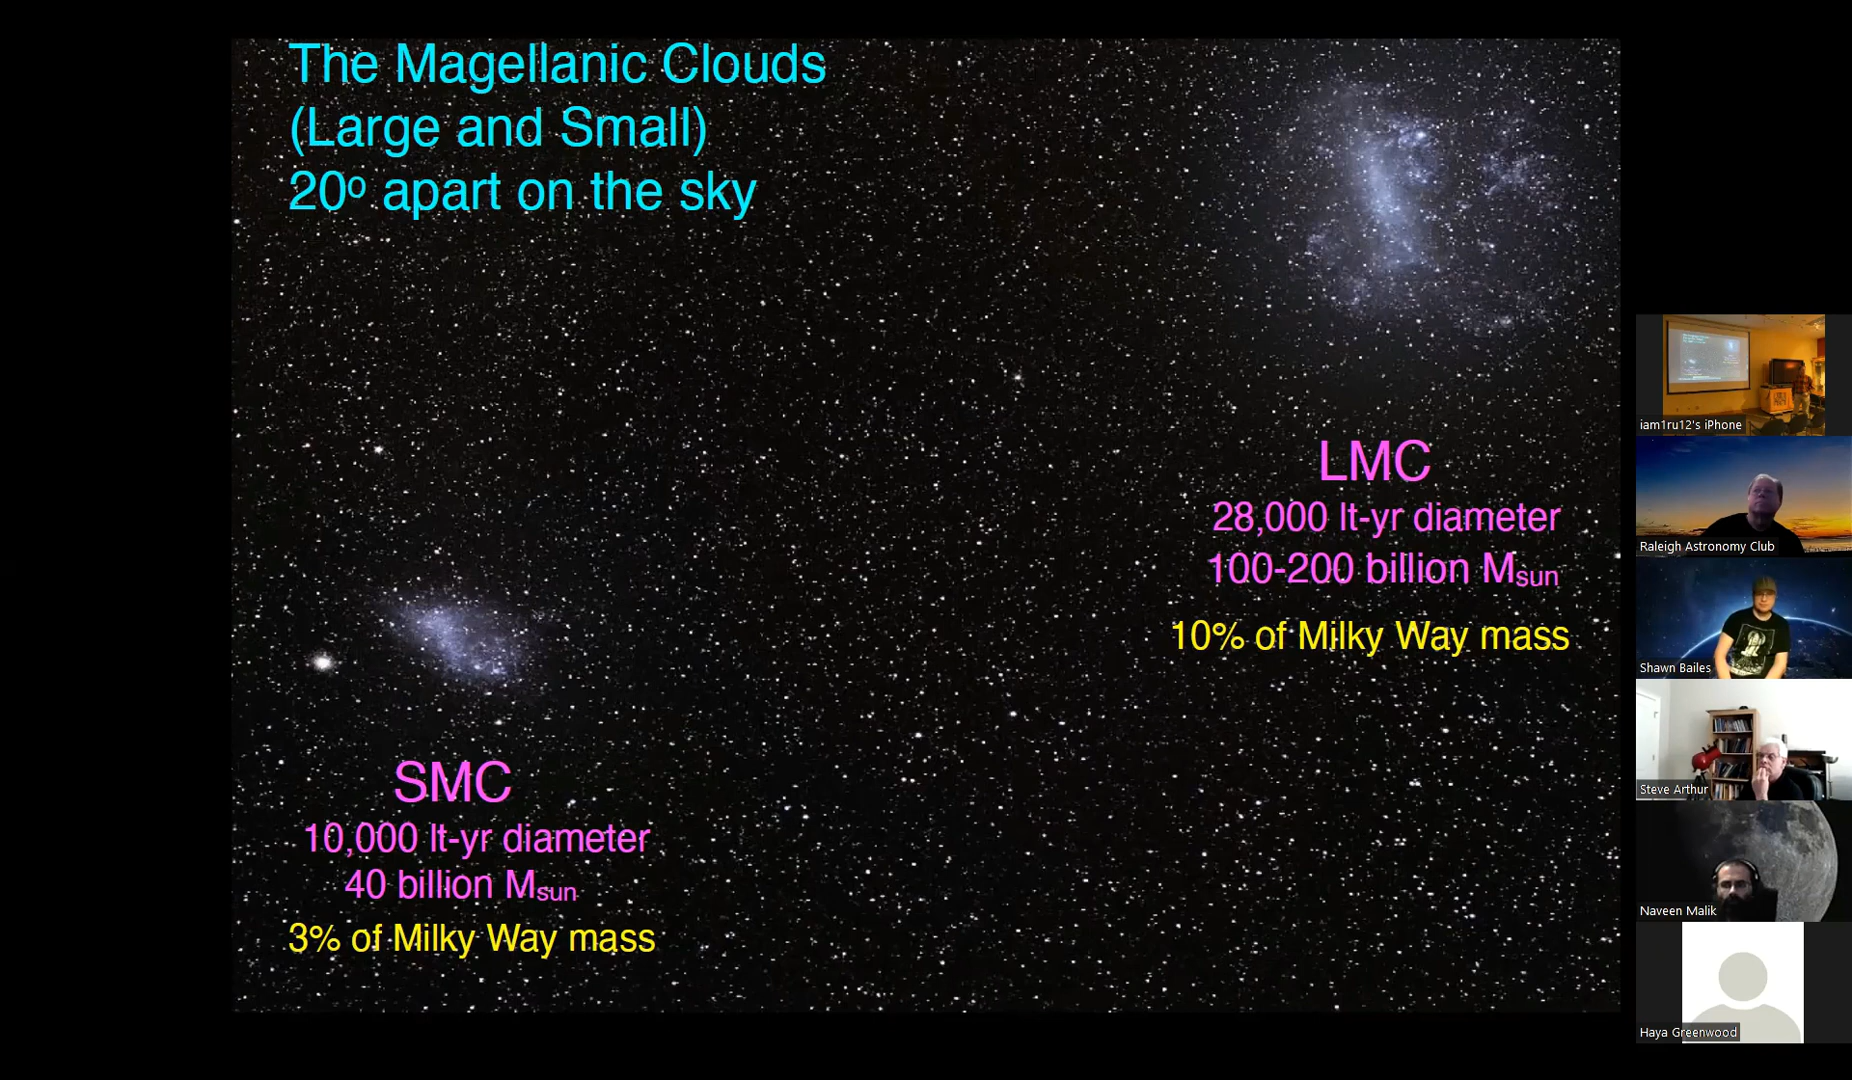 The Magellanic Clouds
(Large and Small)
20º apart on the sky
LMC
28,000 lt-yr diameter
100-200 billion Msun
10% of Milky Way mass
SMC
10,000 lt-yr diameter
40 billion Msun
3% of Milky Way mass
iam1ru12's iPhone
Raleigh Astronomy Club
Shawn Bailes
Steve Arthur
Naveen Malik
Haya Greenwood